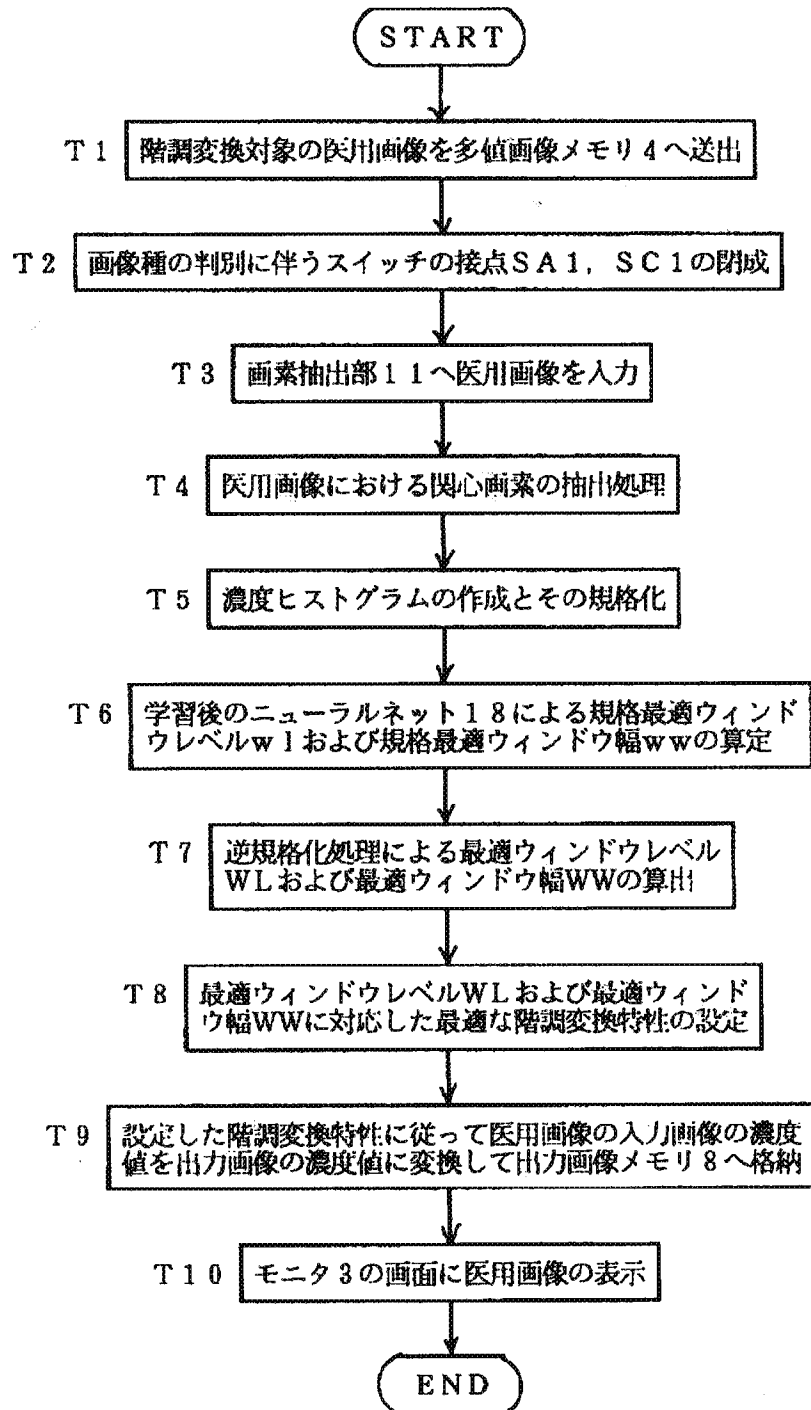 START
T1 階調変換対象の医用画像を多値画像メモリ4へ送出
T2 画像種の判別に伴うスイッチの接点SA1，SC1の閉成
T3 画素抽出部11へ医用画像を入力
T4 医用画像における関心画素の抽出処理
T5 濃度ヒストグラムの作成とその規格化
T6 学習後のニューラルネット18による規格最適ウィンド
ウレベルwlおよび規格最適ウィンドウ幅wwの算定
T7 逆規格化処理による最適ウィンドウレベル
WLおよび最適ウィンドウ幅WWの算出
T8 最適ウィンドウレベルWLおよび最適ウィンド
ウ幅WWに対応した最適な階調変換特性の設定
T9 設定した階調変換特性に従って医用画像の入力画像の濃度
値を出力画像の濃度値に変換して出力画像メモリ8へ格納
T10 モニタ3の画面に医用画像の表示
END